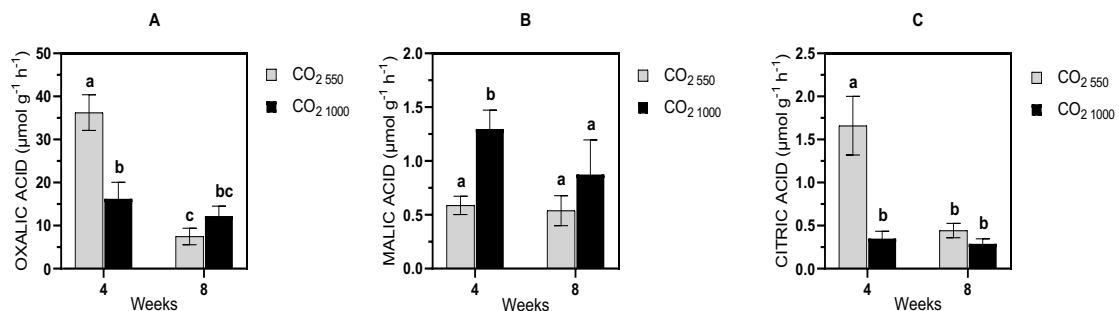 A
OXALIC ACID (µmol g⁻¹ h⁻¹)
50
40
30
20
10
0
a
b
c
bc
4
8
Weeks
CO₂ 550
CO₂ 1000
B
MALIC ACID (µmol g⁻¹ h⁻¹)
2.0
1.5
1.0
0.5
0.0
a
b
a
a
4
8
Weeks
CO₂ 550
CO₂ 1000
C
CITRIC ACID (µmol g⁻¹ h⁻¹)
2.5
2.0
1.5
1.0
0.5
0.0
a
b
b
b
4
8
Weeks
CO₂ 550
CO₂ 1000